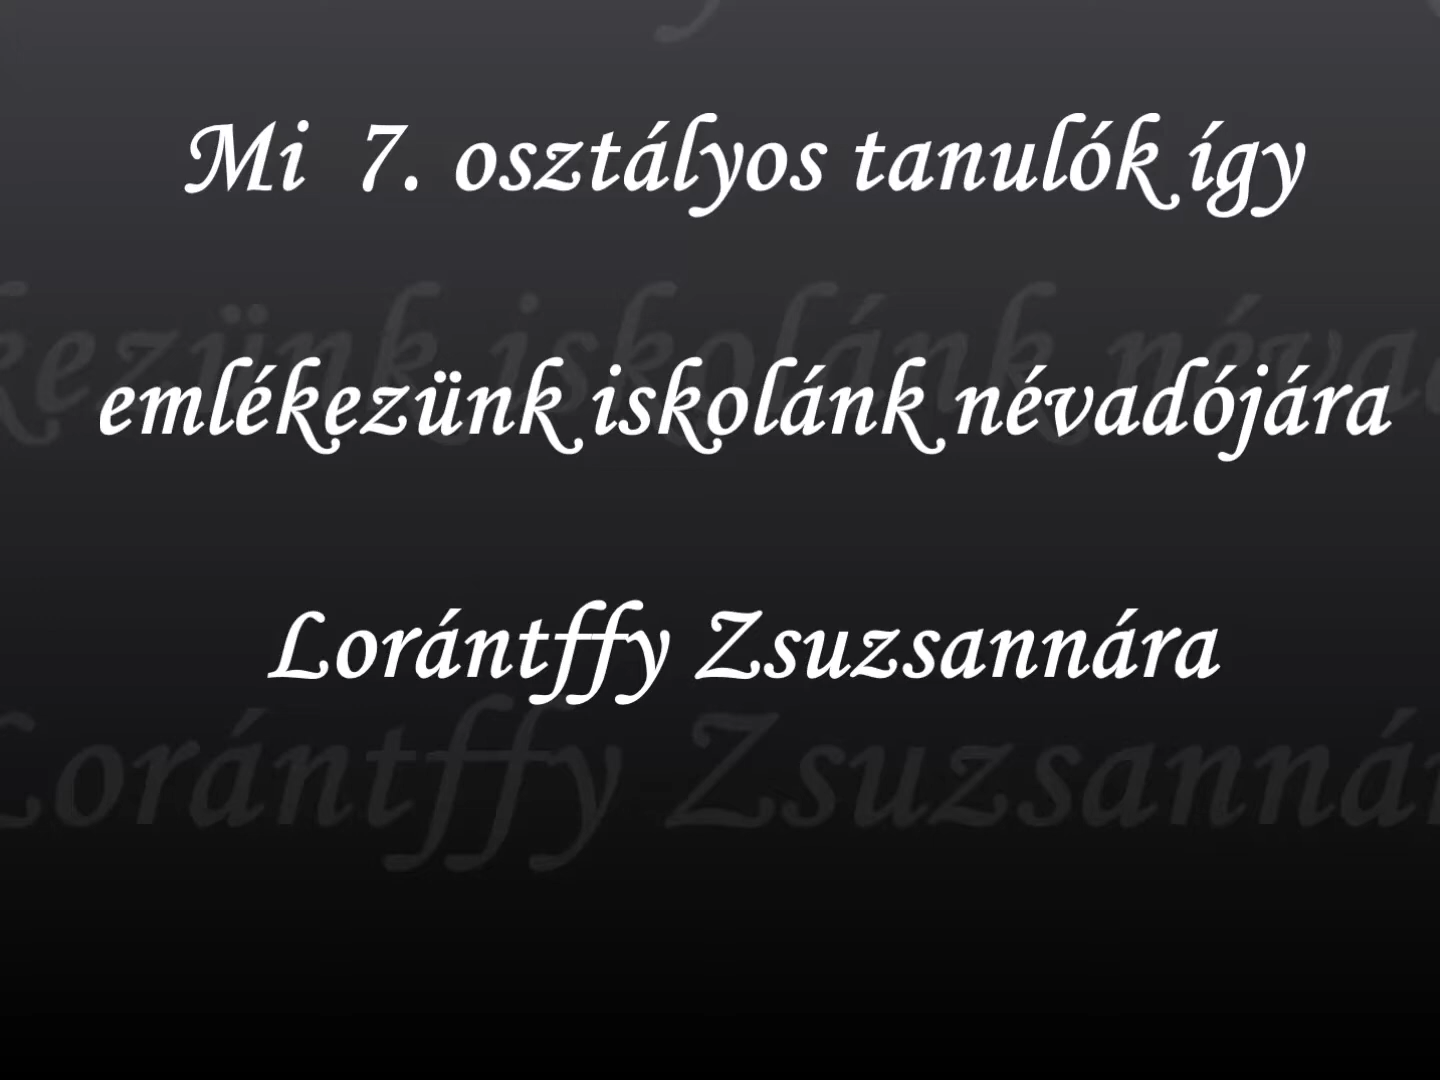 Mi 7. osztályos tanulók így
emlékezünk iskolánk névadójára
Lorántffy Zsuzsannára